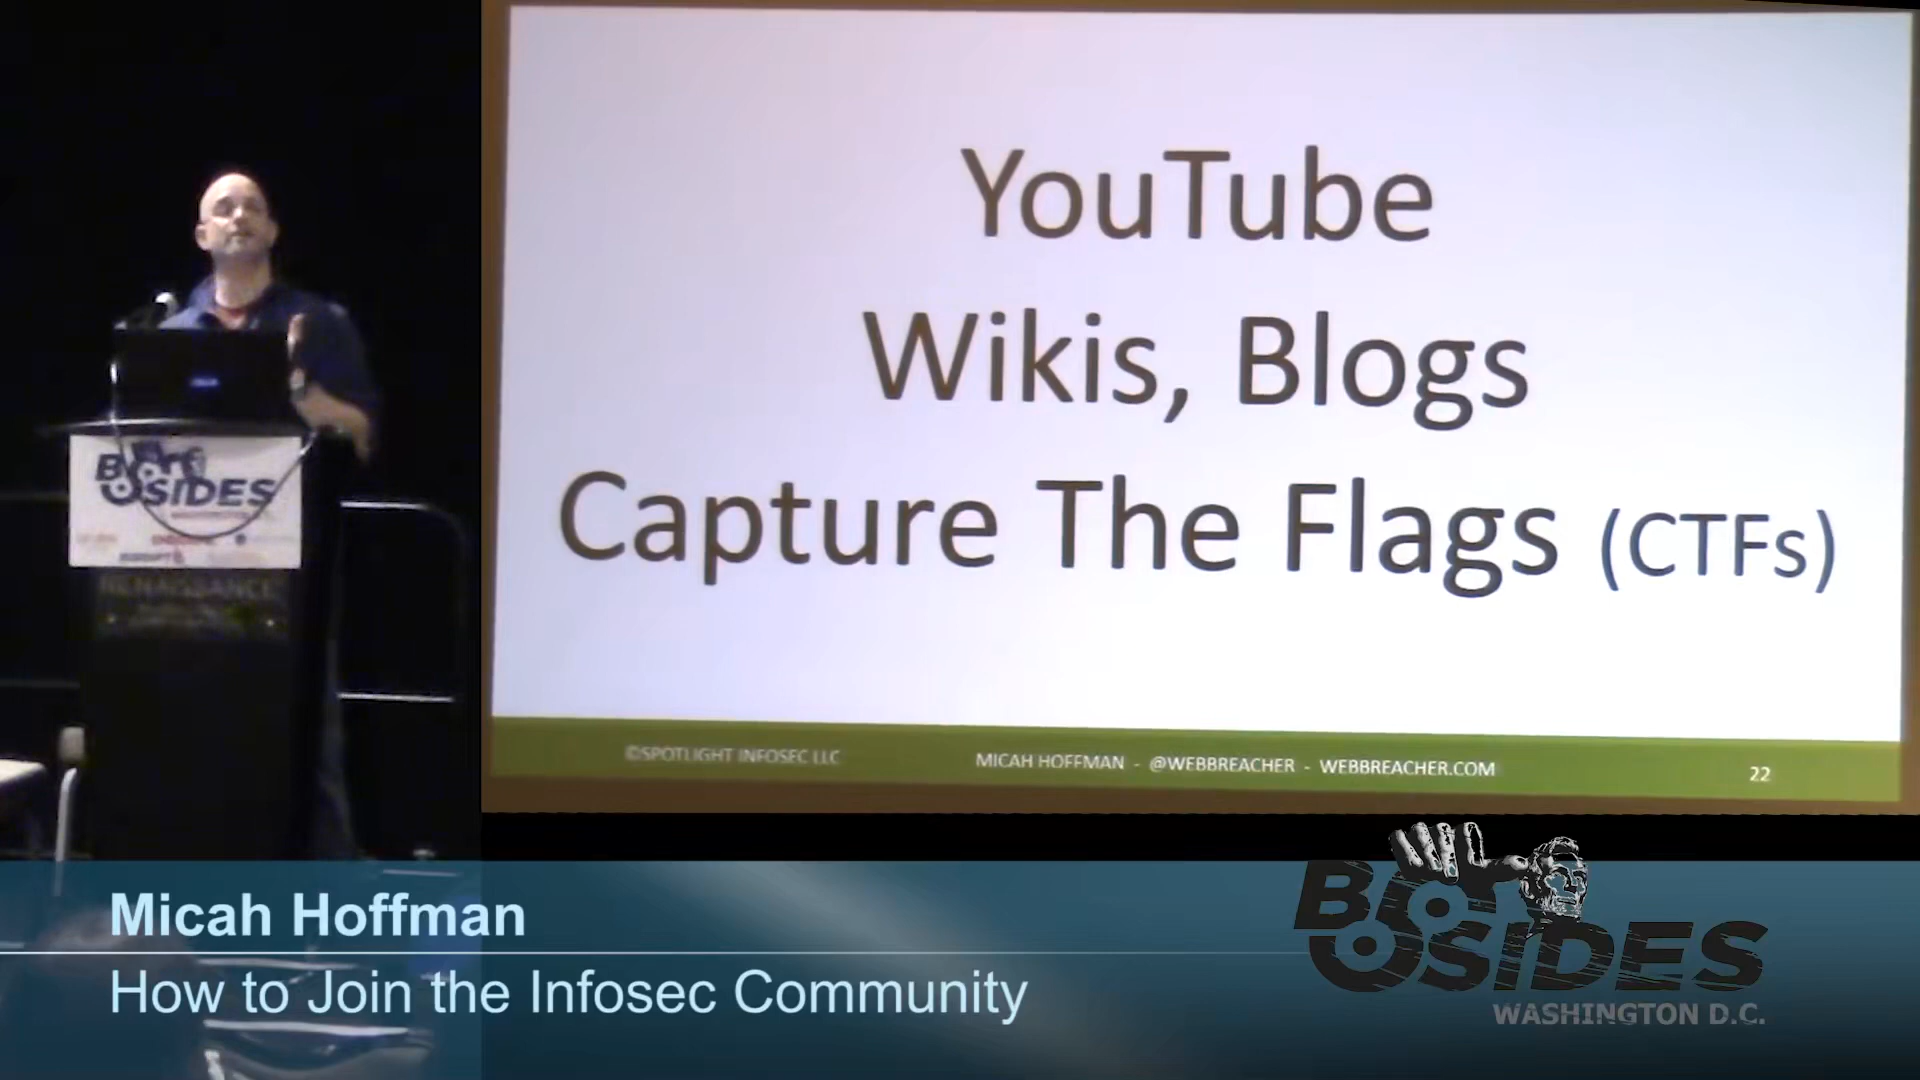 YouTube
Wikis, Blogs
Capture The Flags (CTFs)
©SPOTLIGHT INFOSEC LLC
MICAH HOFFMAN - @WEBBREACHER - WEBBREACHER.COM
22
BSIDES
RENAISSANCE
Micah Hoffman
How to Join the Infosec Community
BSIDES
WASHINGTON D.C.